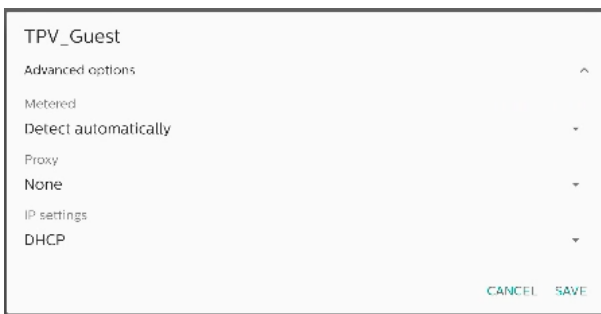 TPV_Guest
Advanced options
Metered
Detect automatically
Proxy
None
IP settings
DHCP
CANCEL SAVE